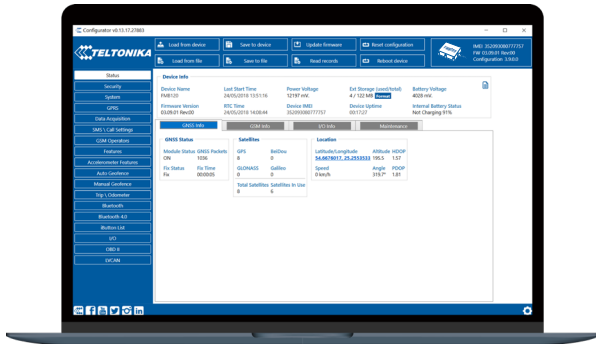 Configurator v0.13.17.27883
TELTONIKA
Load from device
Save to device
Update firmware
Reset configuration
Load from file
Save to file
Read records
Reboot device
IMEI 352093080777757
FW 03.09.01 Rev:00
Configuration 3.9.0.0
Status
Security
System
GPRS
Data Acquisition
SMS \ Call Settings
GSM Operators
Features
Accelerometer Features
Auto Geofence
Manual Geofence
Trip \ Odometer
Bluetooth
Bluetooth 4.0
iButton List
I/O
OBD II
LVCAN
Device Info
Device Name Last Start Time Power Voltage Ext Storage (used/total) Battery Voltage
FMB120 24/05/2018 13:51:16 12197 mV. 4 / 122 MB Format 4028 mV.
Firmware Version RTC Time Device IMEI Device Uptime Internal Battery Status
03.09.01 Rev:00 24/05/2018 14:08:44 352093080777757 00:17:27 Not Charging 91%
GNSS Info GSM Info I/O Info Maintenance
GNSS Status
Module Status GNSS Packets
ON 1036
Fix Status Fix Time
Fix 00:00:05
Satellites
GPS BeiDou
8 0
GLONASS Galileo
0 0
Total Satellites Satellites in Use
8 6
Location
Latitude/Longitude Altitude HDOP
54.6676017, 25.2553533 195.5 1.57
Speed Angle PDOP
0 km/h 319.7° 1.81